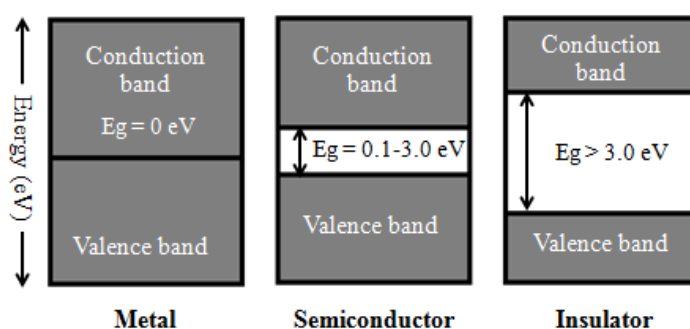 Energy (eV)
Conduction
band
Eg = 0 eV
Valence band
Metal
Conduction
band
Eg = 0.1-3.0 eV
Valence band
Semiconductor
Conduction
band
Eg > 3.0 eV
Valence band
Insulator